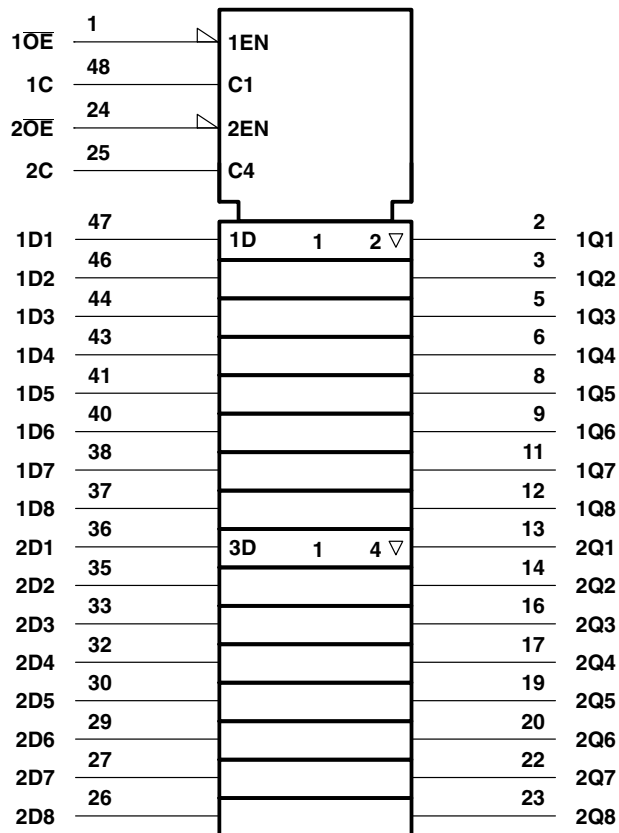 1O̅E̅ 1 1EN
1C 48 C1
2O̅E̅ 24 2EN
2C 25 C4
1D1 47 1D 1 2 ▽ 2 1Q1
1D2 46 3 1Q2
1D3 44 5 1Q3
1D4 43 6 1Q4
1D5 41 8 1Q5
1D6 40 9 1Q6
1D7 38 11 1Q7
1D8 37 12 1Q8
2D1 36 3D 1 4 ▽ 13 2Q1
2D2 35 14 2Q2
2D3 33 16 2Q3
2D4 32 17 2Q4
2D5 30 19 2Q5
2D6 29 20 2Q6
2D7 27 22 2Q7
2D8 26 23 2Q8